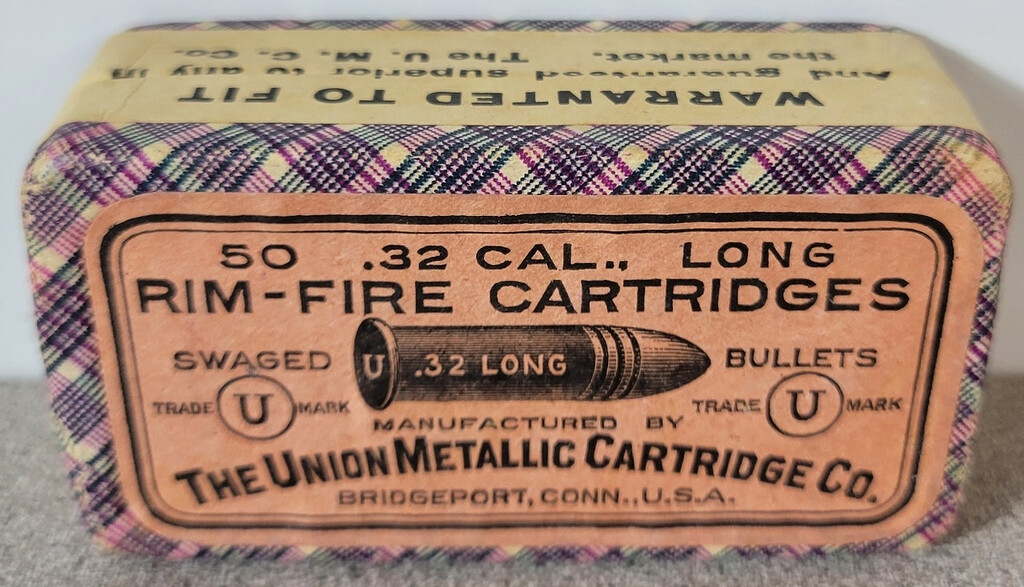 WARRANTED TO FIT
And guaranteed superior to any in
the market. The U. M. C. Co.
50 .32 CAL., LONG
RIM-FIRE CARTRIDGES
SWAGED BULLETS
U .32 LONG
TRADE U MARK TRADE U MARK
MANUFACTURED BY
THE UNION METALLIC CARTRIDGE CO.
BRIDGEPORT, CONN., U.S.A.